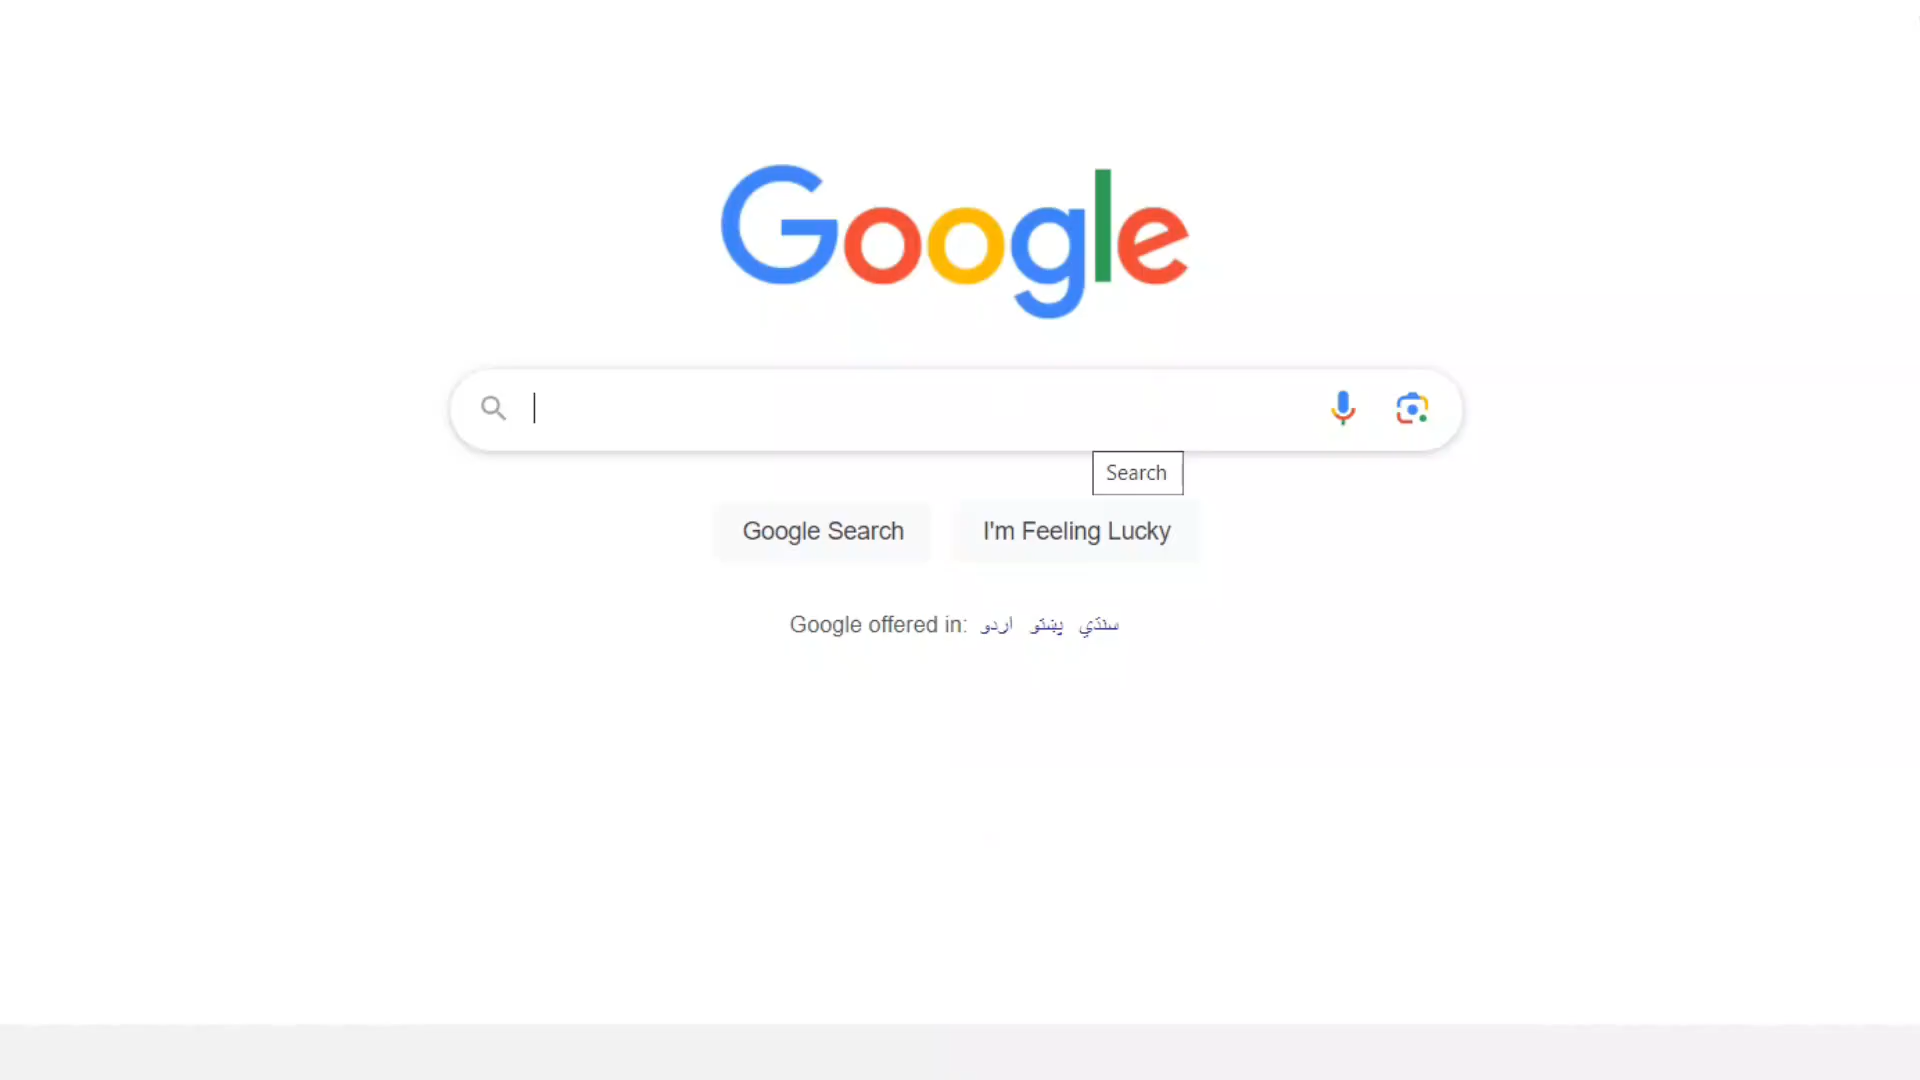 Google
Search
Google Search I'm Feeling Lucky
Google offered in: اردو پښتو سنڌي